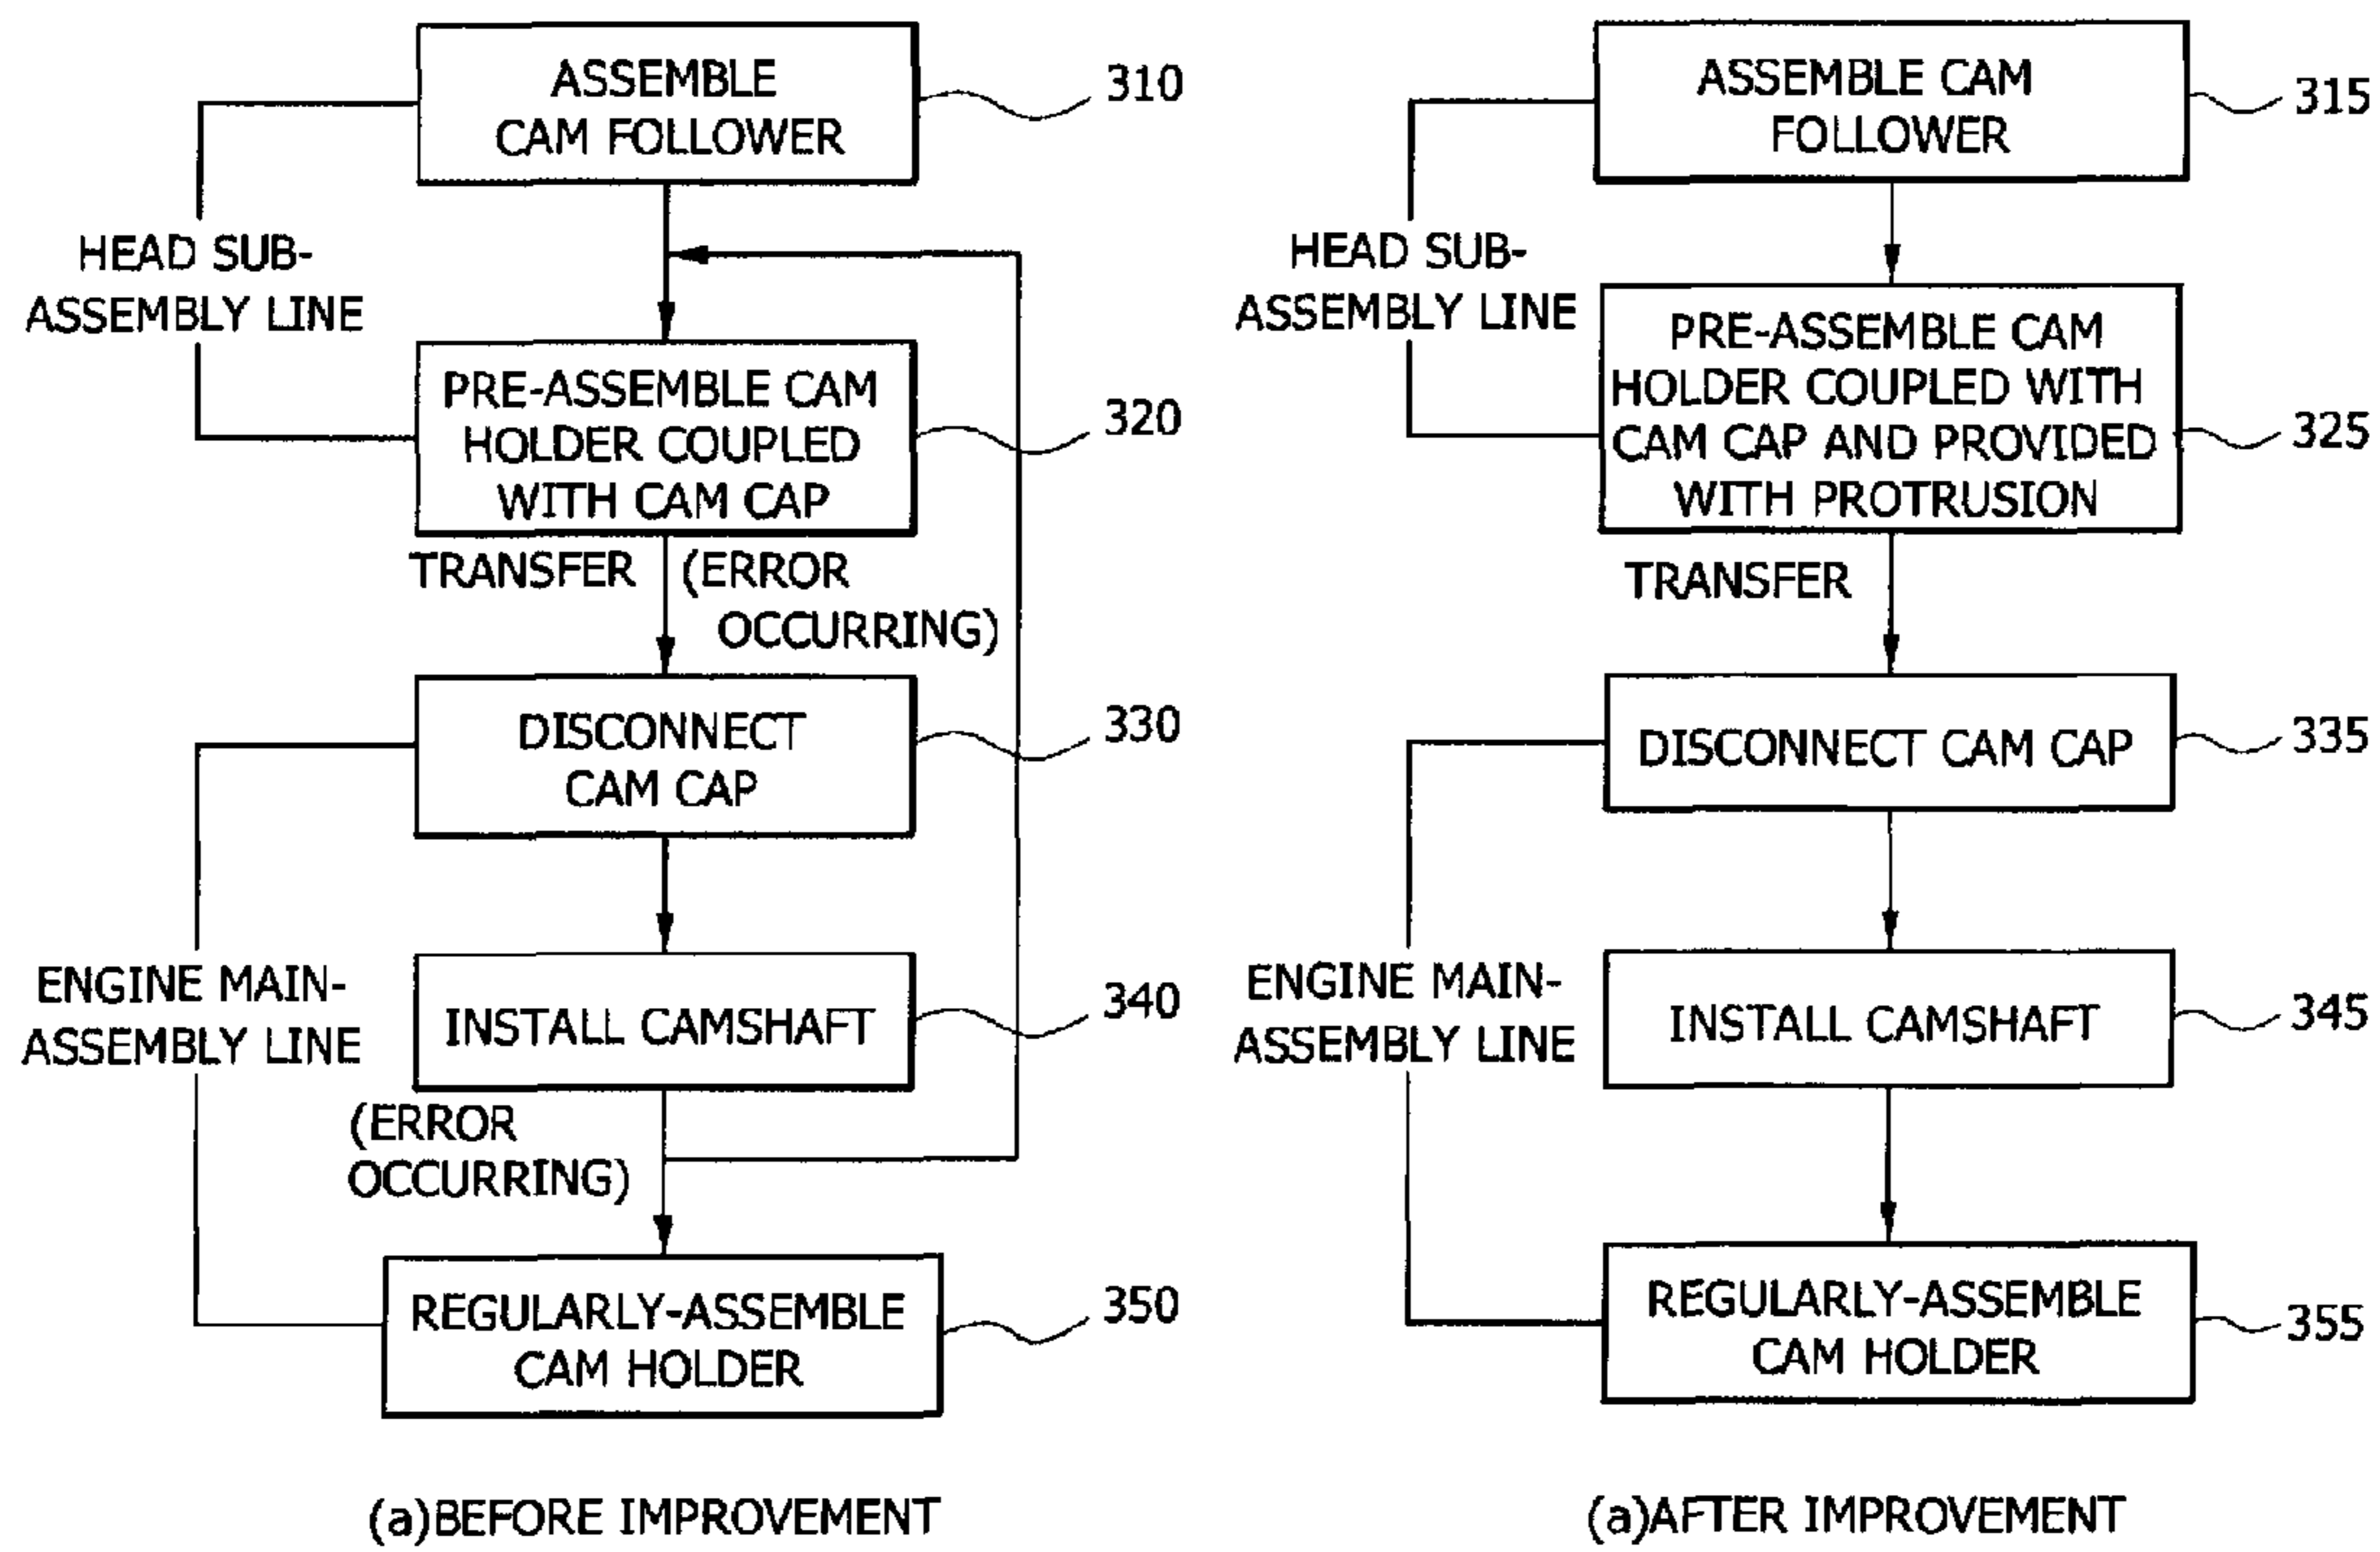 ASSEMBLE
CAM FOLLOWER
310
HEAD SUB-
ASSEMBLY LINE
PRE-ASSEMBLE CAM
HOLDER COUPLED
WITH CAM CAP
320
TRANSFER (ERROR
OCCURRING)
DISCONNECT
CAM CAP
330
ENGINE MAIN-
ASSEMBLY LINE
INSTALL CAMSHAFT
340
(ERROR
OCCURRING)
REGULARLY-ASSEMBLE
CAM HOLDER
350
(a)BEFORE IMPROVEMENT
ASSEMBLE CAM
FOLLOWER
315
HEAD SUB-
ASSEMBLY LINE
PRE-ASSEMBLE CAM
HOLDER COUPLED WITH
CAM CAP AND PROVIDED
WITH PROTRUSION
325
TRANSFER
DISCONNECT CAM CAP
335
ENGINE MAIN-
ASSEMBLY LINE
INSTALL CAMSHAFT
345
REGULARLY-ASSEMBLE
CAM HOLDER
355
(a)AFTER IMPROVEMENT